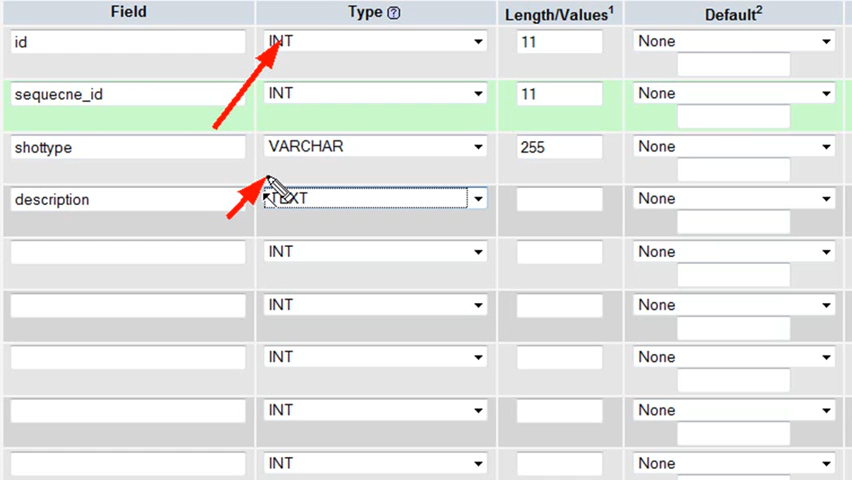 Field Type ? Length/Values1 Default2
id INT 11 None
sequecne_id INT 11 None
shottype VARCHAR 255 None
description TEXT None
INT None
INT None
INT None
INT None
INT None